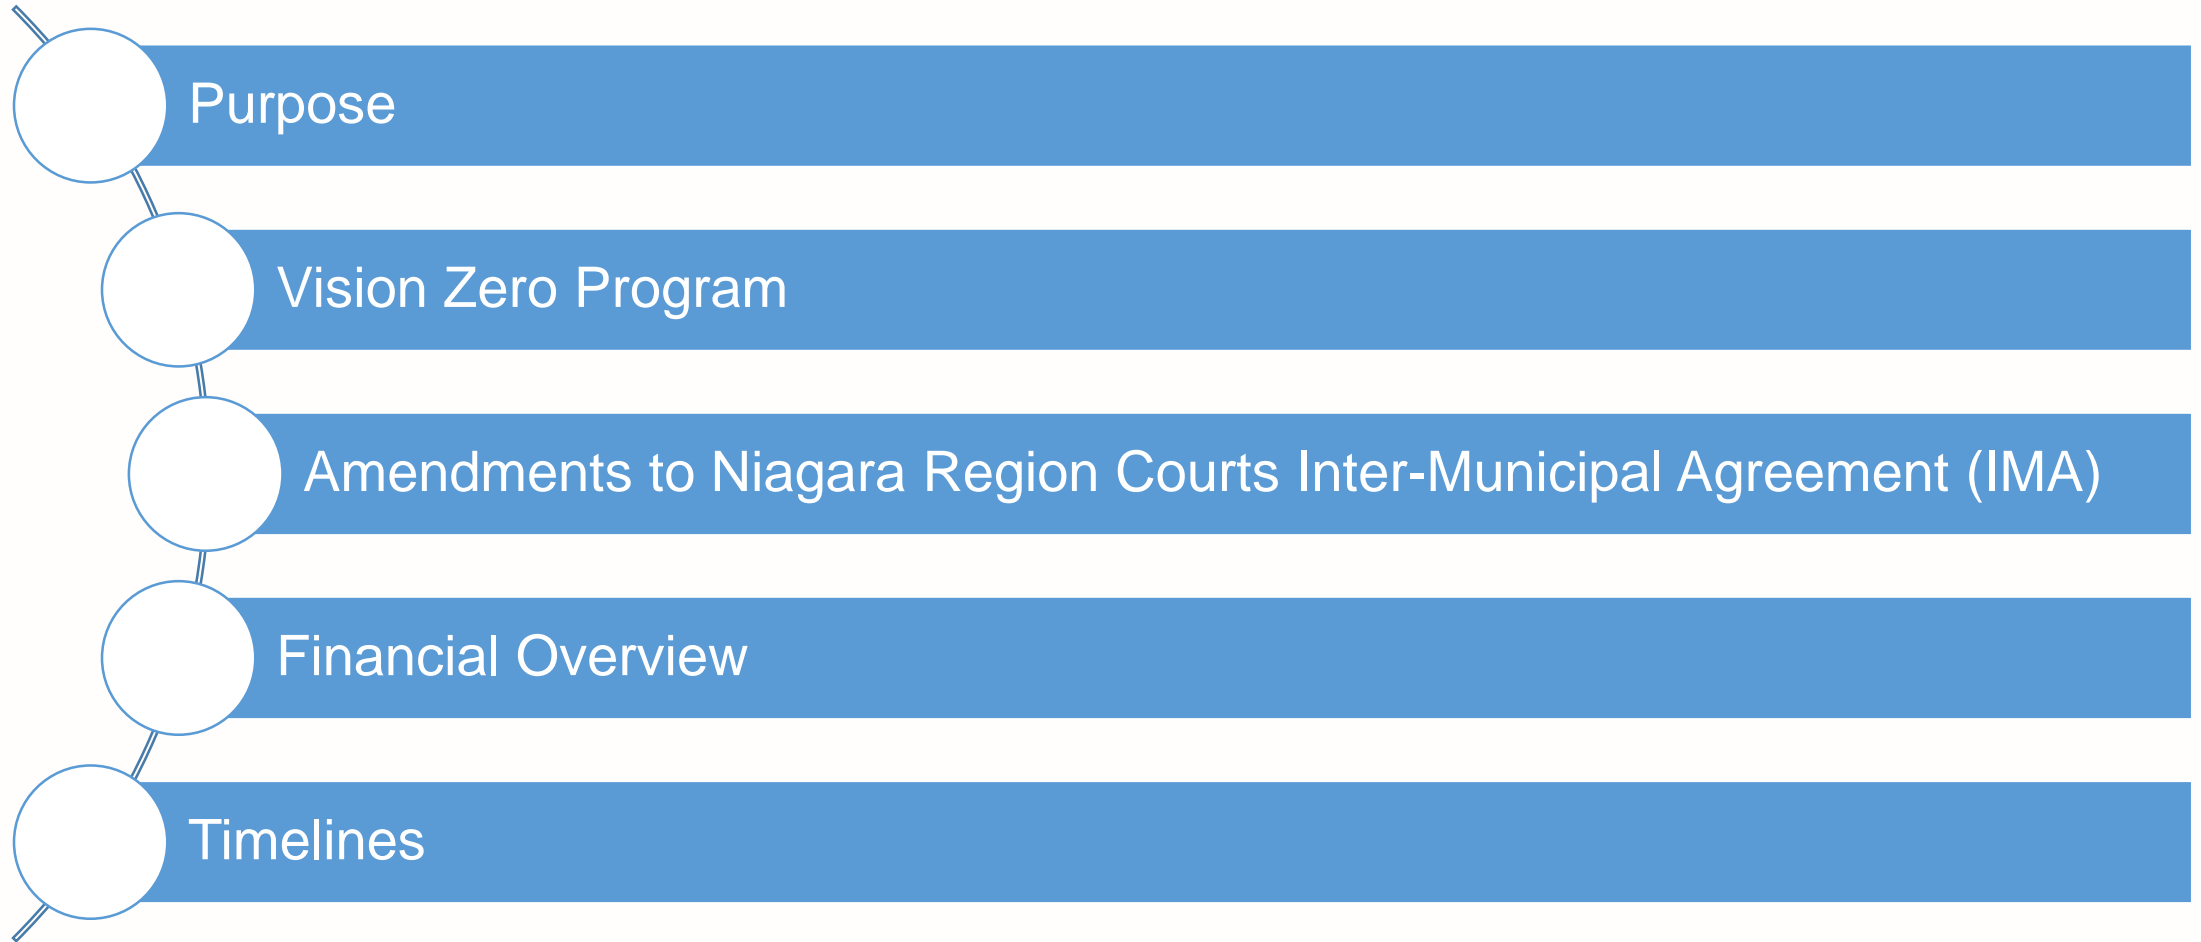 Purpose
Vision Zero Program
Amendments to Niagara Region Courts Inter-Municipal Agreement (IMA)
Financial Overview
Timelines